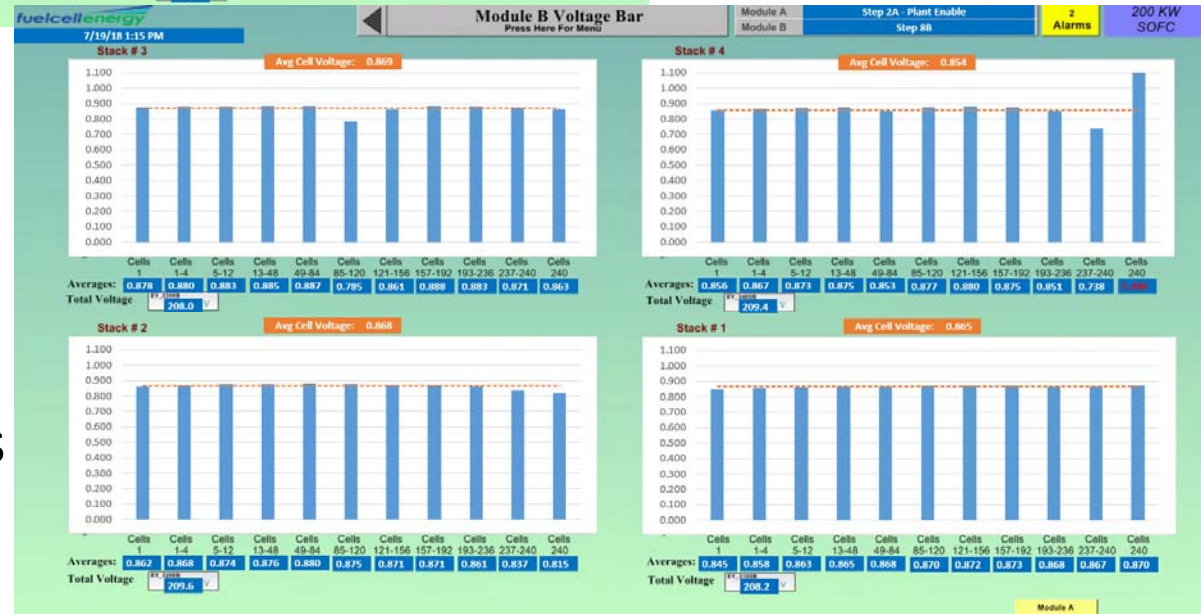 fuelcellenergy
7/19/18 1:15 PM
Module B Voltage Bar
Press Here For Menu
Module A Step 2A - Plant Enable
Module B Step 8B
2
Alarms
200 KW
SOFC
Stack # 3
Avg Cell Voltage: 0.869
1.100
1.000
0.900
0.800
0.700
0.600
0.500
0.400
0.300
0.200
0.100
0.000
Cells Cells Cells Cells Cells Cells Cells Cells Cells Cells Cells
1 1-4 5-12 13-48 49-84 85-120 121-156 157-192 193-236 237-240 240
Averages: 0.878 0.880 0.883 0.885 0.887 0.785 0.861 0.888 0.883 0.871 0.863
Total Voltage 208.0 V
Stack # 4
Avg Cell Voltage: 0.854
1.100
1.000
0.900
0.800
0.700
0.600
0.500
0.400
0.300
0.200
0.100
0.000
Cells Cells Cells Cells Cells Cells Cells Cells Cells Cells Cells
1 1-4 5-12 13-48 49-84 85-120 121-156 157-192 193-236 237-240 240
Averages: 0.856 0.867 0.873 0.875 0.853 0.877 0.880 0.875 0.851 0.738
Total Voltage 209.4 V
Stack # 2
Avg Cell Voltage: 0.868
1.100
1.000
0.900
0.800
0.700
0.600
0.500
0.400
0.300
0.200
0.100
0.000
Cells Cells Cells Cells Cells Cells Cells Cells Cells Cells Cells
1 1-4 5-12 13-48 49-84 85-120 121-156 157-192 193-236 237-240 240
Averages: 0.862 0.868 0.874 0.876 0.880 0.875 0.871 0.871 0.861 0.837 0.815
Total Voltage 209.6 V
Stack # 1
Avg Cell Voltage: 0.865
1.100
1.000
0.900
0.800
0.700
0.600
0.500
0.400
0.300
0.200
0.100
0.000
Cells Cells Cells Cells Cells Cells Cells Cells Cells Cells Cells
1 1-4 5-12 13-48 49-84 85-120 121-156 157-192 193-236 237-240 240
Averages: 0.845 0.858 0.863 0.865 0.868 0.870 0.872 0.873 0.868 0.867 0.870
Total Voltage 208.2 V
Module A